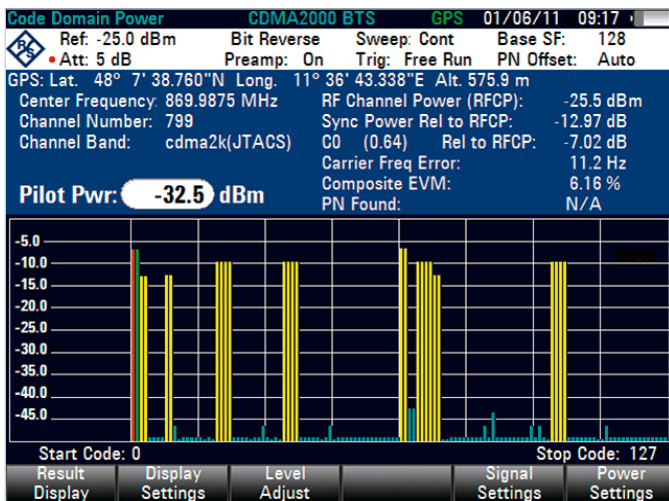 Code Domain Power CDMA2000 BTS GPS 01/06/11 09:17
Ref: -25.0 dBm Bit Reverse Sweep: Cont Base SF: 128
Att: 5 dB Preamp: On Trig: Free Run PN Offset: Auto
GPS: Lat. 48° 7' 38.760"N Long. 11° 36' 43.338"E Alt. 575.9 m
Center Frequency: 869.9875 MHz RF Channel Power (RFCP): -25.5 dBm
Channel Number: 799 Sync Power Rel to RFCP: -12.97 dB
Channel Band: cdma2k(JTACS) C0 (0.64) Rel to RFCP: -7.02 dB
Carrier Freq Error: 11.2 Hz
Composite EVM: 6.16 %
Pilot Pwr: -32.5 dBm PN Found: N/A
-5.0
-10.0
-15.0
-20.0
-25.0
-30.0
-35.0
-40.0
-45.0
Start Code: 0 Stop Code: 127
Result Display Level Signal Power
Display Settings Adjust Settings Settings